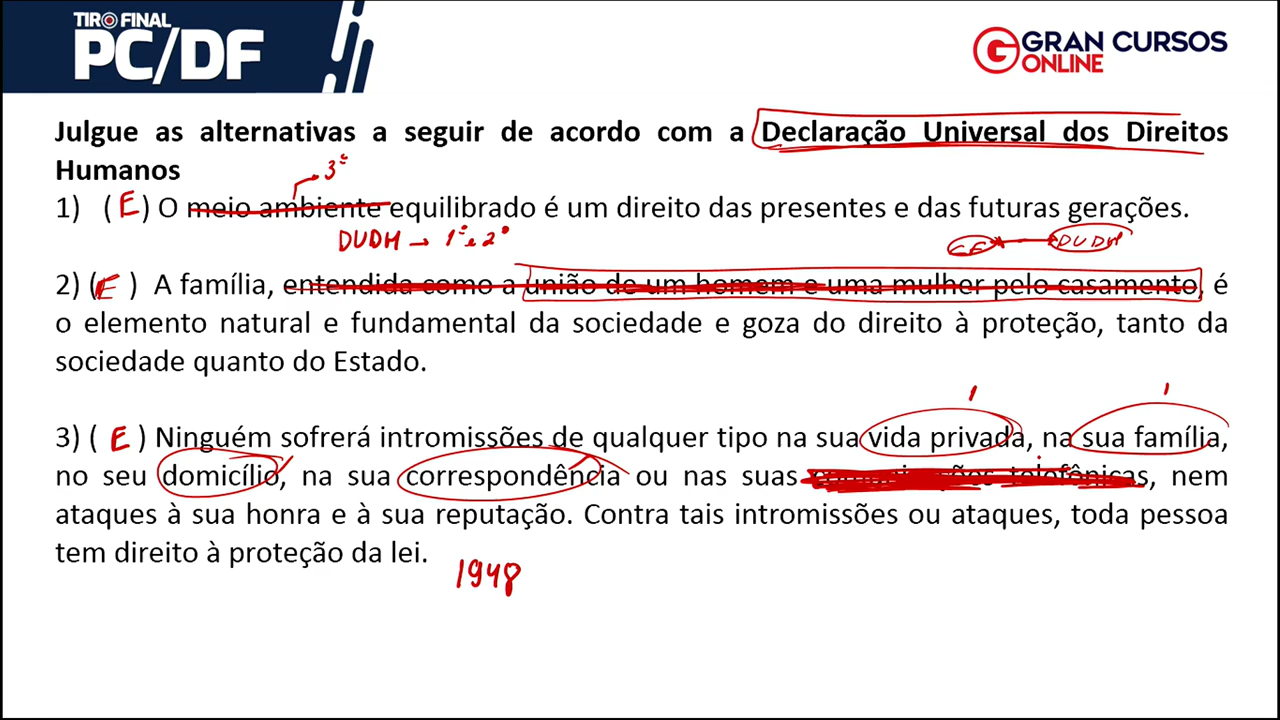 TIRO FINAL
PC/DF
GRAN CURSOS
ONLINE
Julgue as alternativas a seguir de acordo com a Declaração Universal dos Direitos
Humanos
3ª
1) (E) O meio ambiente equilibrado é um direito das presentes e das futuras gerações.
DUDH → 1ª e 2ª
CF DUDH
2) (E) A família, entendida como a união de um homem e uma mulher pelo casamento, é
o elemento natural e fundamental da sociedade e goza do direito à proteção, tanto da
sociedade quanto do Estado.
3) ( E ) Ninguém sofrerá intromissões de qualquer tipo na sua vida privada, na sua família,
no seu domicílio, na sua correspondência ou nas suas comunicações telefônicas, nem
ataques à sua honra e à sua reputação. Contra tais intromissões ou ataques, toda pessoa
tem direito à proteção da lei.
1948